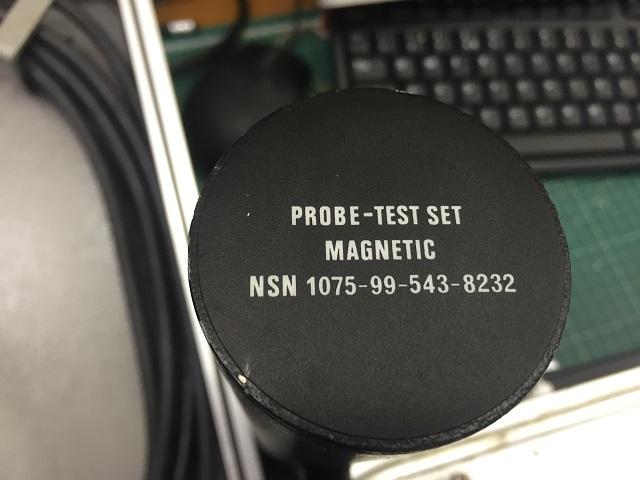 PROBE-TEST SET
MAGNETIC
NSN 1075-99-543-8232